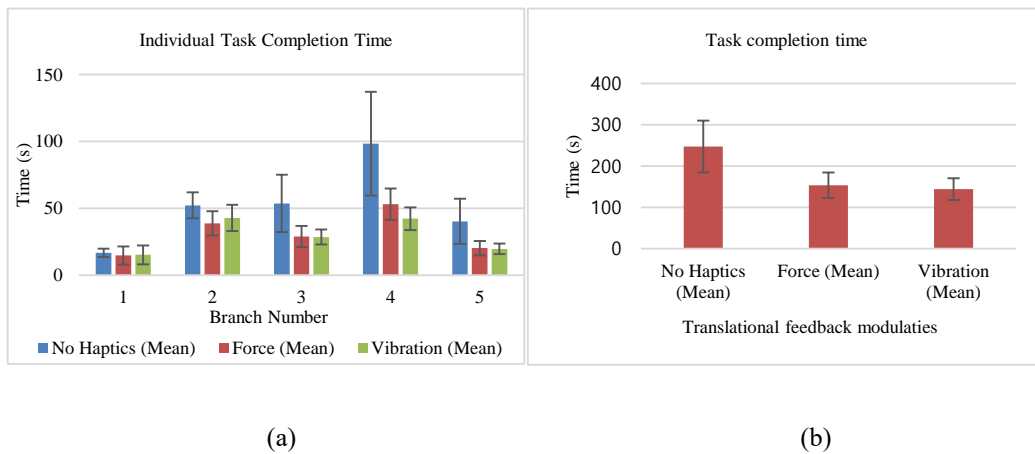 Individual Task Completion Time
150
100
50
0
Time (s)
1 2 3 4 5
Branch Number
No Haptics (Mean) Force (Mean) Vibration (Mean)
(a)
Task completion time
400
300
200
100
0
Time (s)
No Haptics (Mean) Force (Mean) Vibration (Mean)
Translational feedback modulaties
(b)